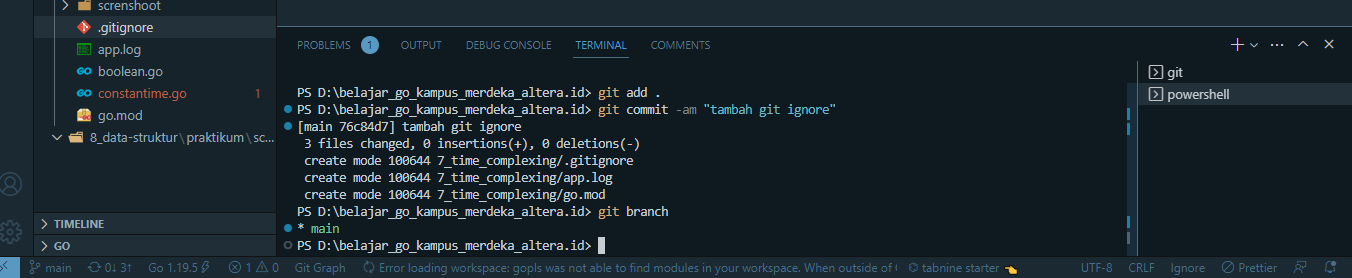 screnshoot
.gitignore
app.log
boolean.go
constantime.go 1
go.mod
8_data-struktur\praktikum\sc...
TIMELINE
GO
PROBLEMS 1 OUTPUT DEBUG CONSOLE TERMINAL COMMENTS
PS D:\belajar_go_kampus_merdeka_altera.id> git add .
PS D:\belajar_go_kampus_merdeka_altera.id> git commit -am "tambah git ignore"
[main 76c84d7] tambah git ignore
3 files changed, 0 insertions(+), 0 deletions(-)
create mode 100644 7_time_complexing/.gitignore
create mode 100644 7_time_complexing/app.log
create mode 100644 7_time_complexing/go.mod
PS D:\belajar_go_kampus_merdeka_altera.id> git branch
* main
PS D:\belajar_go_kampus_merdeka_altera.id>
git
powershell
main 0↓ 3↑ Go 1.19.5 1 0 Git Graph Error loading workspace: gopls was not able to find modules in your workspace. When outside of tabnine starter UTF-8 CRLF Ignore Prettier